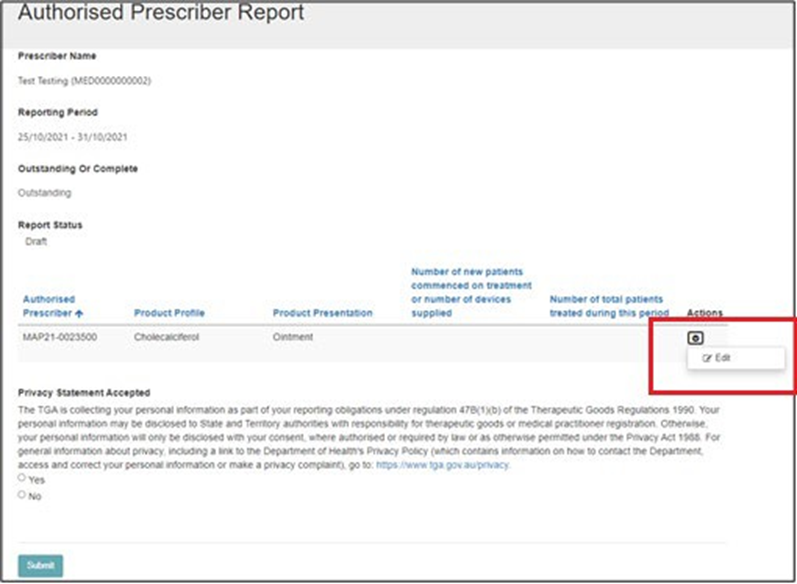 Authorised Prescriber Report
Prescriber Name
Test Testing (MED0000000002)
Reporting Period
25/10/2021 - 31/10/2021
Outstanding Or Complete
Outstanding
Report Status
Draft
Authorised
Prescriber ↑
Product Profile
Product Presentation
Number of new patients
commenced on treatment
or number of devices
supplied
Number of total patients
treated during this period
Actions
MAP21-0023500
Cholecalciferol
Ointment
Edit
Privacy Statement Accepted
The TGA is collecting your personal information as part of your reporting obligations under regulation 47B(1)(b) of the Therapeutic Goods Regulations 1990. Your
personal information may be disclosed to State and Territory authorities with responsibility for therapeutic goods or medical practitioner registration. Otherwise,
your personal information will only be disclosed with your consent, where authorised or required by law or as otherwise permitted under the Privacy Act 1988. For
general information about privacy, including a link to the Department of Health's Privacy Policy (which contains information on how to contact the Department,
access and correct your personal information or make a privacy complaint), go to: https://www.tga.gov.au/privacy.
Yes
No
Submit